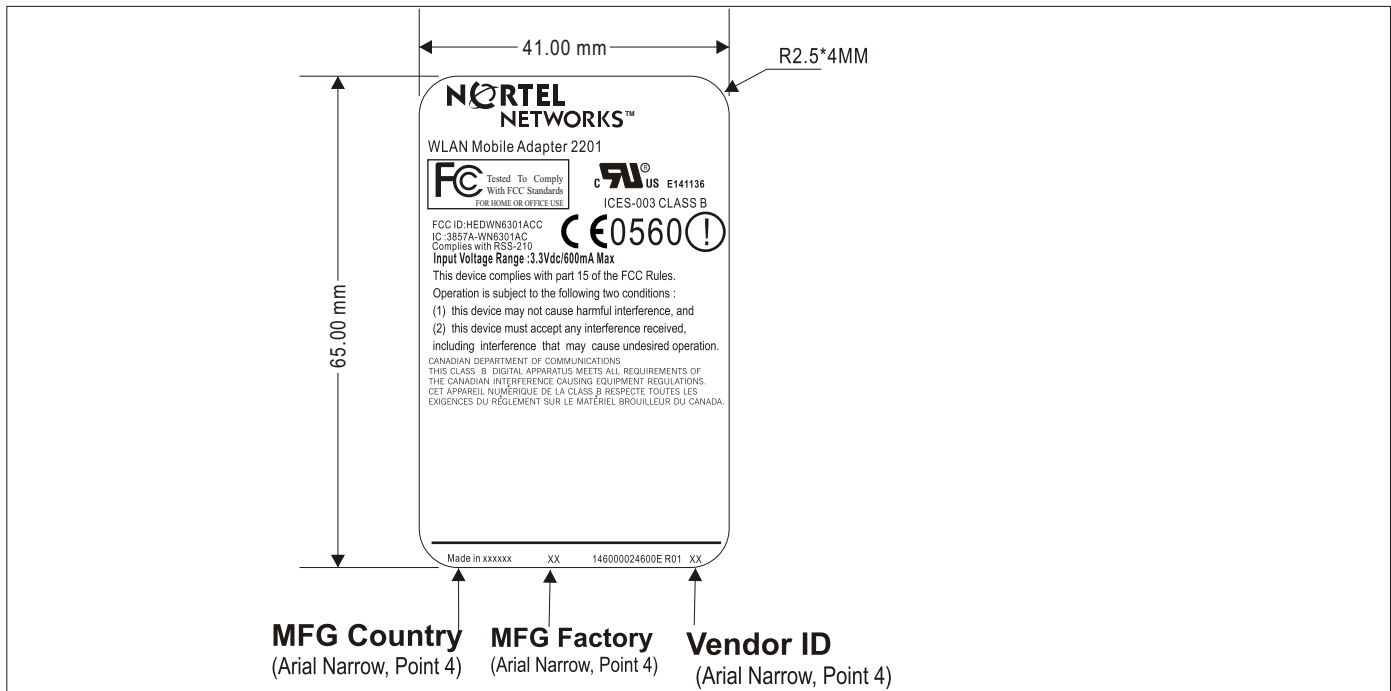 41.00 mm
R2.5*4MM
65.00 mm
NORTEL
NETWORKS™
WLAN Mobile Adapter 2201
FC Tested To Comply
With FCC Standards
FOR HOME OR OFFICE USE
C UR® US E141136
ICES-003 CLASS B
FCC ID:HEDWN6301ACC
IC :3857A-WN6301AC
Complies with RSS-210
CE0560!
Input Voltage Range :3.3Vdc/600mA Max
This device complies with part 15 of the FCC Rules.
Operation is subject to the following two conditions :
(1) this device may not cause harmful interference, and
(2) this device must accept any interference received,
including interference that may cause undesired operation.
CANADIAN DEPARTMENT OF COMMUNICATIONS
THIS CLASS B DIGITAL APPARATUS MEETS ALL REQUIREMENTS OF
THE CANADIAN INTERFERENCE CAUSING EQUIPMENT REGULATIONS.
CET APPAREIL NUMERIQUE DE LA CLASS B RESPECTE TOUTES LES
EXIGENCES DU REGLEMENT SUR LE MATERIEL BROUILLEUR DU CANADA.
Made in xxxxxx XX 146000024600E R01 XX
MFG Country
(Arial Narrow, Point 4)
MFG Factory
(Arial Narrow, Point 4)
Vendor ID
(Arial Narrow, Point 4)